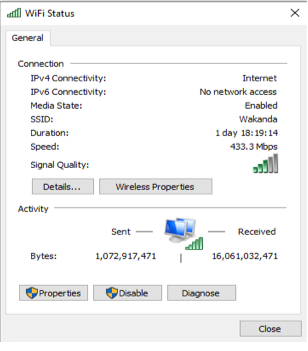 WiFi Status
General
Connection
IPv4 Connectivity: Internet
IPv6 Connectivity: No network access
Media State: Enabled
SSID: Wakanda
Duration: 1 day 18:19:14
Speed: 433.3 Mbps
Signal Quality:
Details... Wireless Properties
Activity
Sent — Received
Bytes: 1,072,917,471 | 16,061,032,471
Properties Disable Diagnose
Close